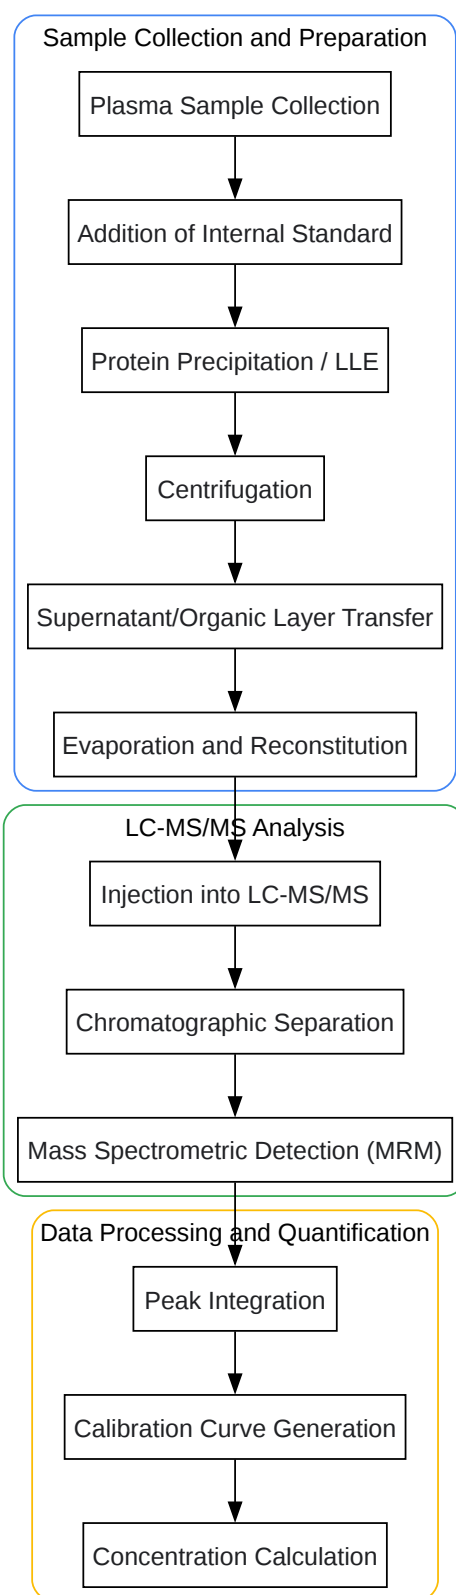 Sample Collection and Preparation
Plasma Sample Collection
Addition of Internal Standard
Protein Precipitation / LLE
Centrifugation
Supernatant/Organic Layer Transfer
Evaporation and Reconstitution
LC-MS/MS Analysis
Injection into LC-MS/MS
Chromatographic Separation
Mass Spectrometric Detection (MRM)
Data Processing and Quantification
Peak Integration
Calibration Curve Generation
Concentration Calculation